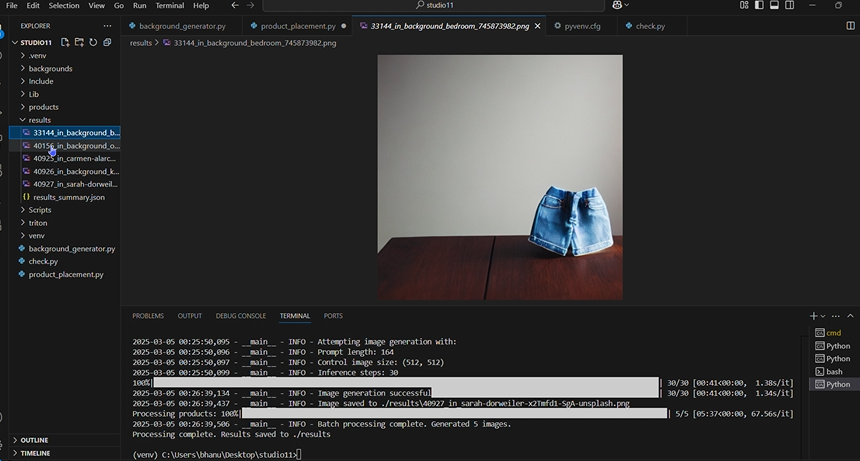 File Edit Selection View Go Run Terminal Help
studio11
EXPLORER
background_generator.py
product_placement.py
33144_in_background_bedroom_745873982.png
pyvenv.cfg
check.py
STUDIO11
results > 33144_in_background_bedroom_745873982.png
.venv
backgrounds
Include
Lib
products
results
33144_in_background_b...
40156_in_background_o...
40925_in_carmen-alarc...
40926_in_background_k...
40927_in_sarah-dorweil...
results_summary.json
Scripts
triton
venv
background_generator.py
check.py
product_placement.py
OUTLINE
TIMELINE
PROBLEMS OUTPUT DEBUG CONSOLE TERMINAL PORTS
2025-03-05 00:25:50,095 - __main__ - INFO - Attempting image generation with:
2025-03-05 00:25:50,096 - __main__ - INFO - Prompt length: 164
2025-03-05 00:25:50,097 - __main__ - INFO - Control image size: (512, 512)
2025-03-05 00:25:50,099 - __main__ - INFO - Inference steps: 30
100%| | 30/30 [00:41<00:00, 1.38s/it]
2025-03-05 00:26:39,134 - __main__ - INFO - Image generation successful | 30/30 [00:41<00:00, 1.34s/it]
2025-03-05 00:26:39,437 - __main__ - INFO - Image saved to ./results\40927_in_sarah-dorweiler-x2Tmfd1-SgA-unsplash.png
Processing products: 100%| | 5/5 [05:37<00:00, 67.56s/it]
2025-03-05 00:26:39,506 - __main__ - INFO - Batch processing complete. Generated 5 images.
Processing complete. Results saved to ./results
(venv) C:\Users\bhanu\Desktop\studio11>
cmd
Python
Python
bash
Python